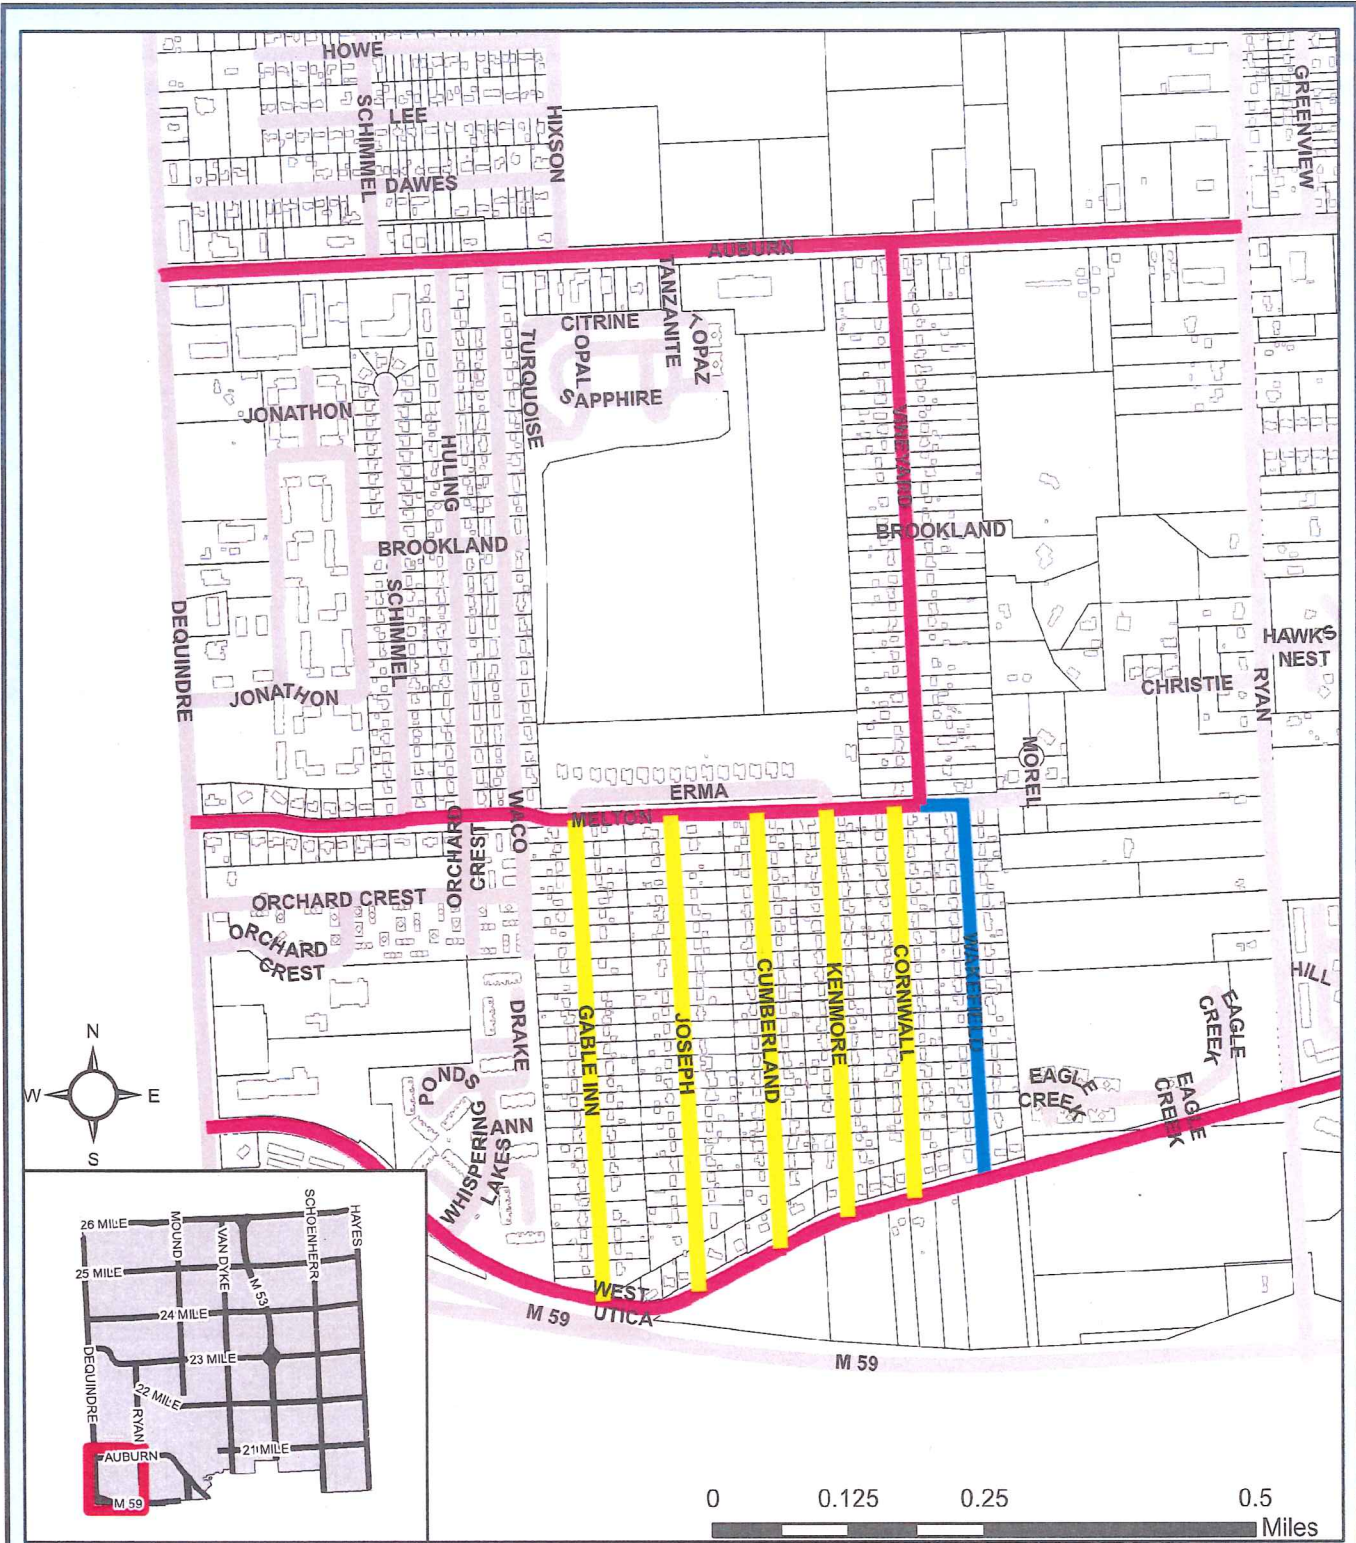 HOWE
SCHIMMEL
LEE
HIXSON
DAWES
GREENVIEW
AUBURN
TANZANITE
CITRINE
TOPAZ
OPAL
TURQUOISE
SAPPHIRE
JONATHON
HULING
VINEYARD
BROOKLAND
BROOKLAND
SCHIMMEL
DEQUINDRE
HAWKS
NEST
JONATHON
CHRISTIE
RYAN
MOREL
ERMA
MELTON
WACO
ORCHARD
CREST
ORCHARD CREST
ORCHARD
CREST
GABLE INN
JOSEPH
CUMBERLAND
KENMORE
CORNWALL
WAKEFIELD
HILL
DRAKE
EAGLE
CREEK
EAGLE
CREEK
EAGLE
CREEK
PONDS
ANN
WHISPERING
LAKES
WEST
UTICA
M 59
M 59
N
W
E
S
26 MILE
MOUND
VAN DYKE
M 53
SCHOENHERR
HAYES
25 MILE
24 MILE
DEQUINDRE
23 MILE
22 MILE
RYAN
AUBURN
21 MILE
M 59
0
0.125
0.25
0.5
Miles